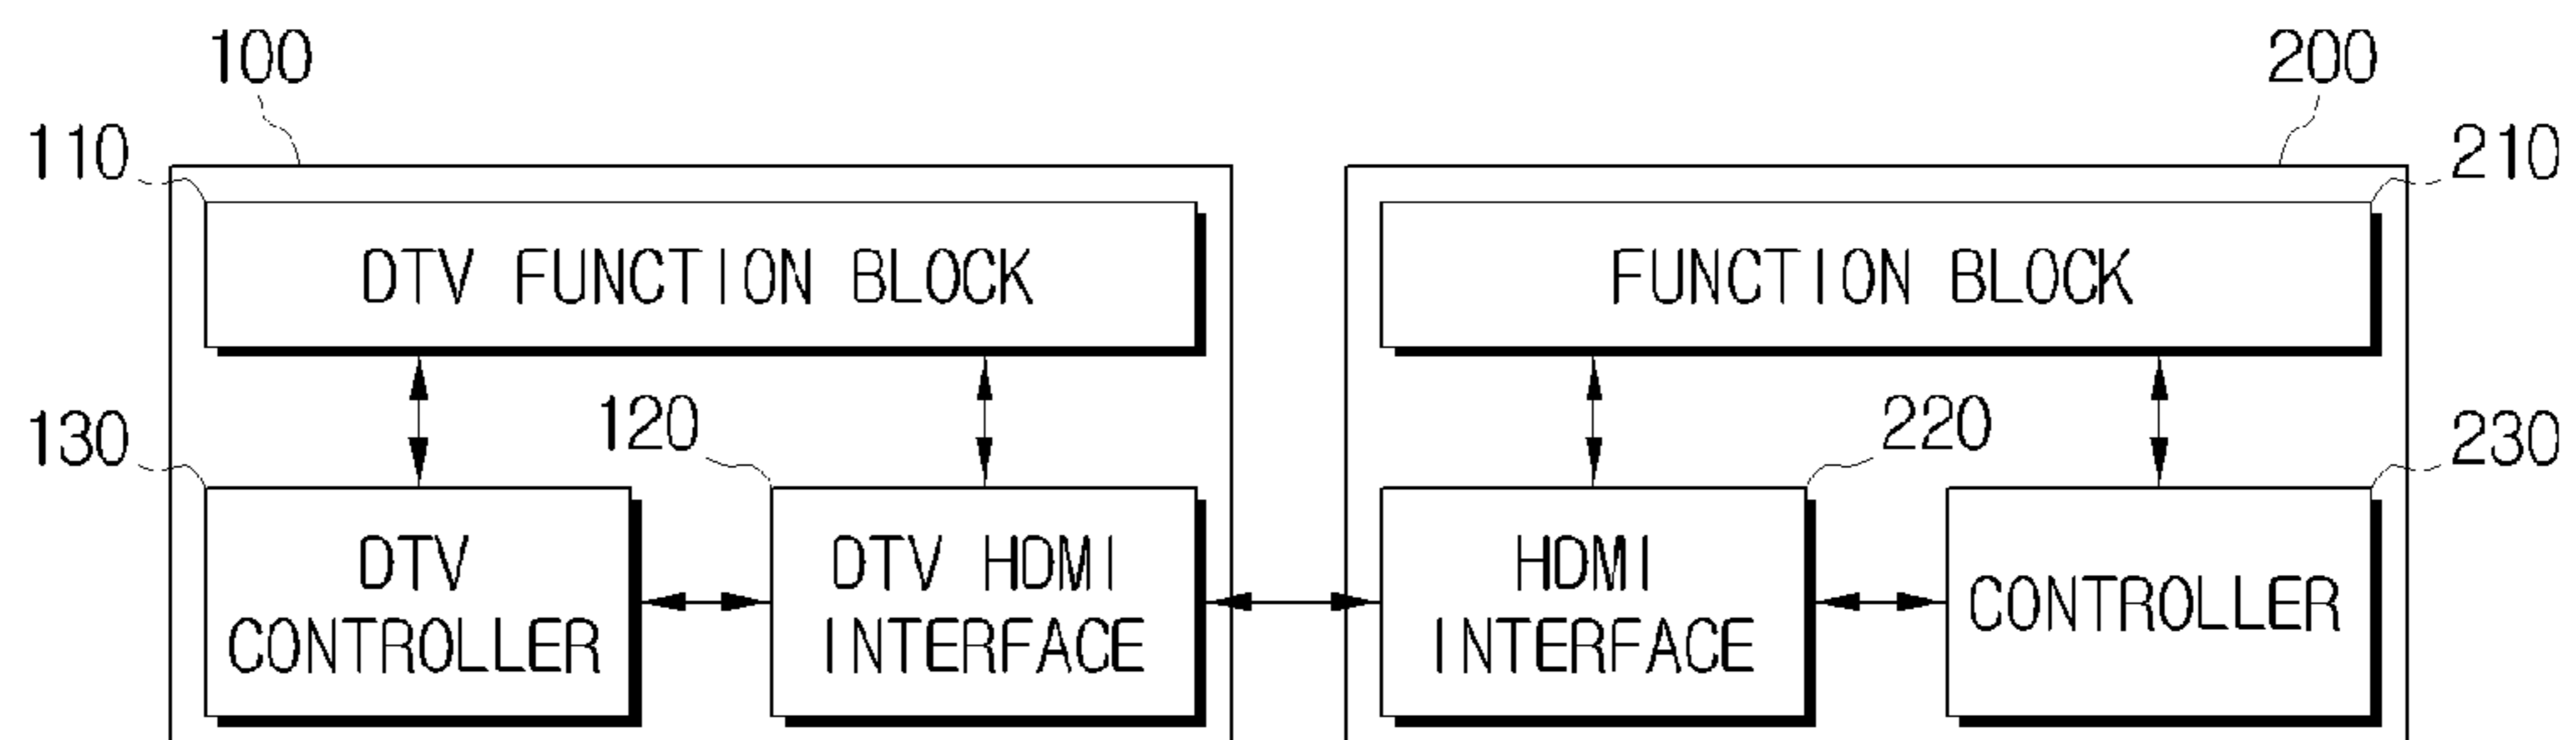 100
200
110
210
DTV FUNCTION BLOCK
FUNCTION BLOCK
130
120
220
230
DTV
CONTROLLER
DTV HDMI
INTERFACE
HDMI
INTERFACE
CONTROLLER